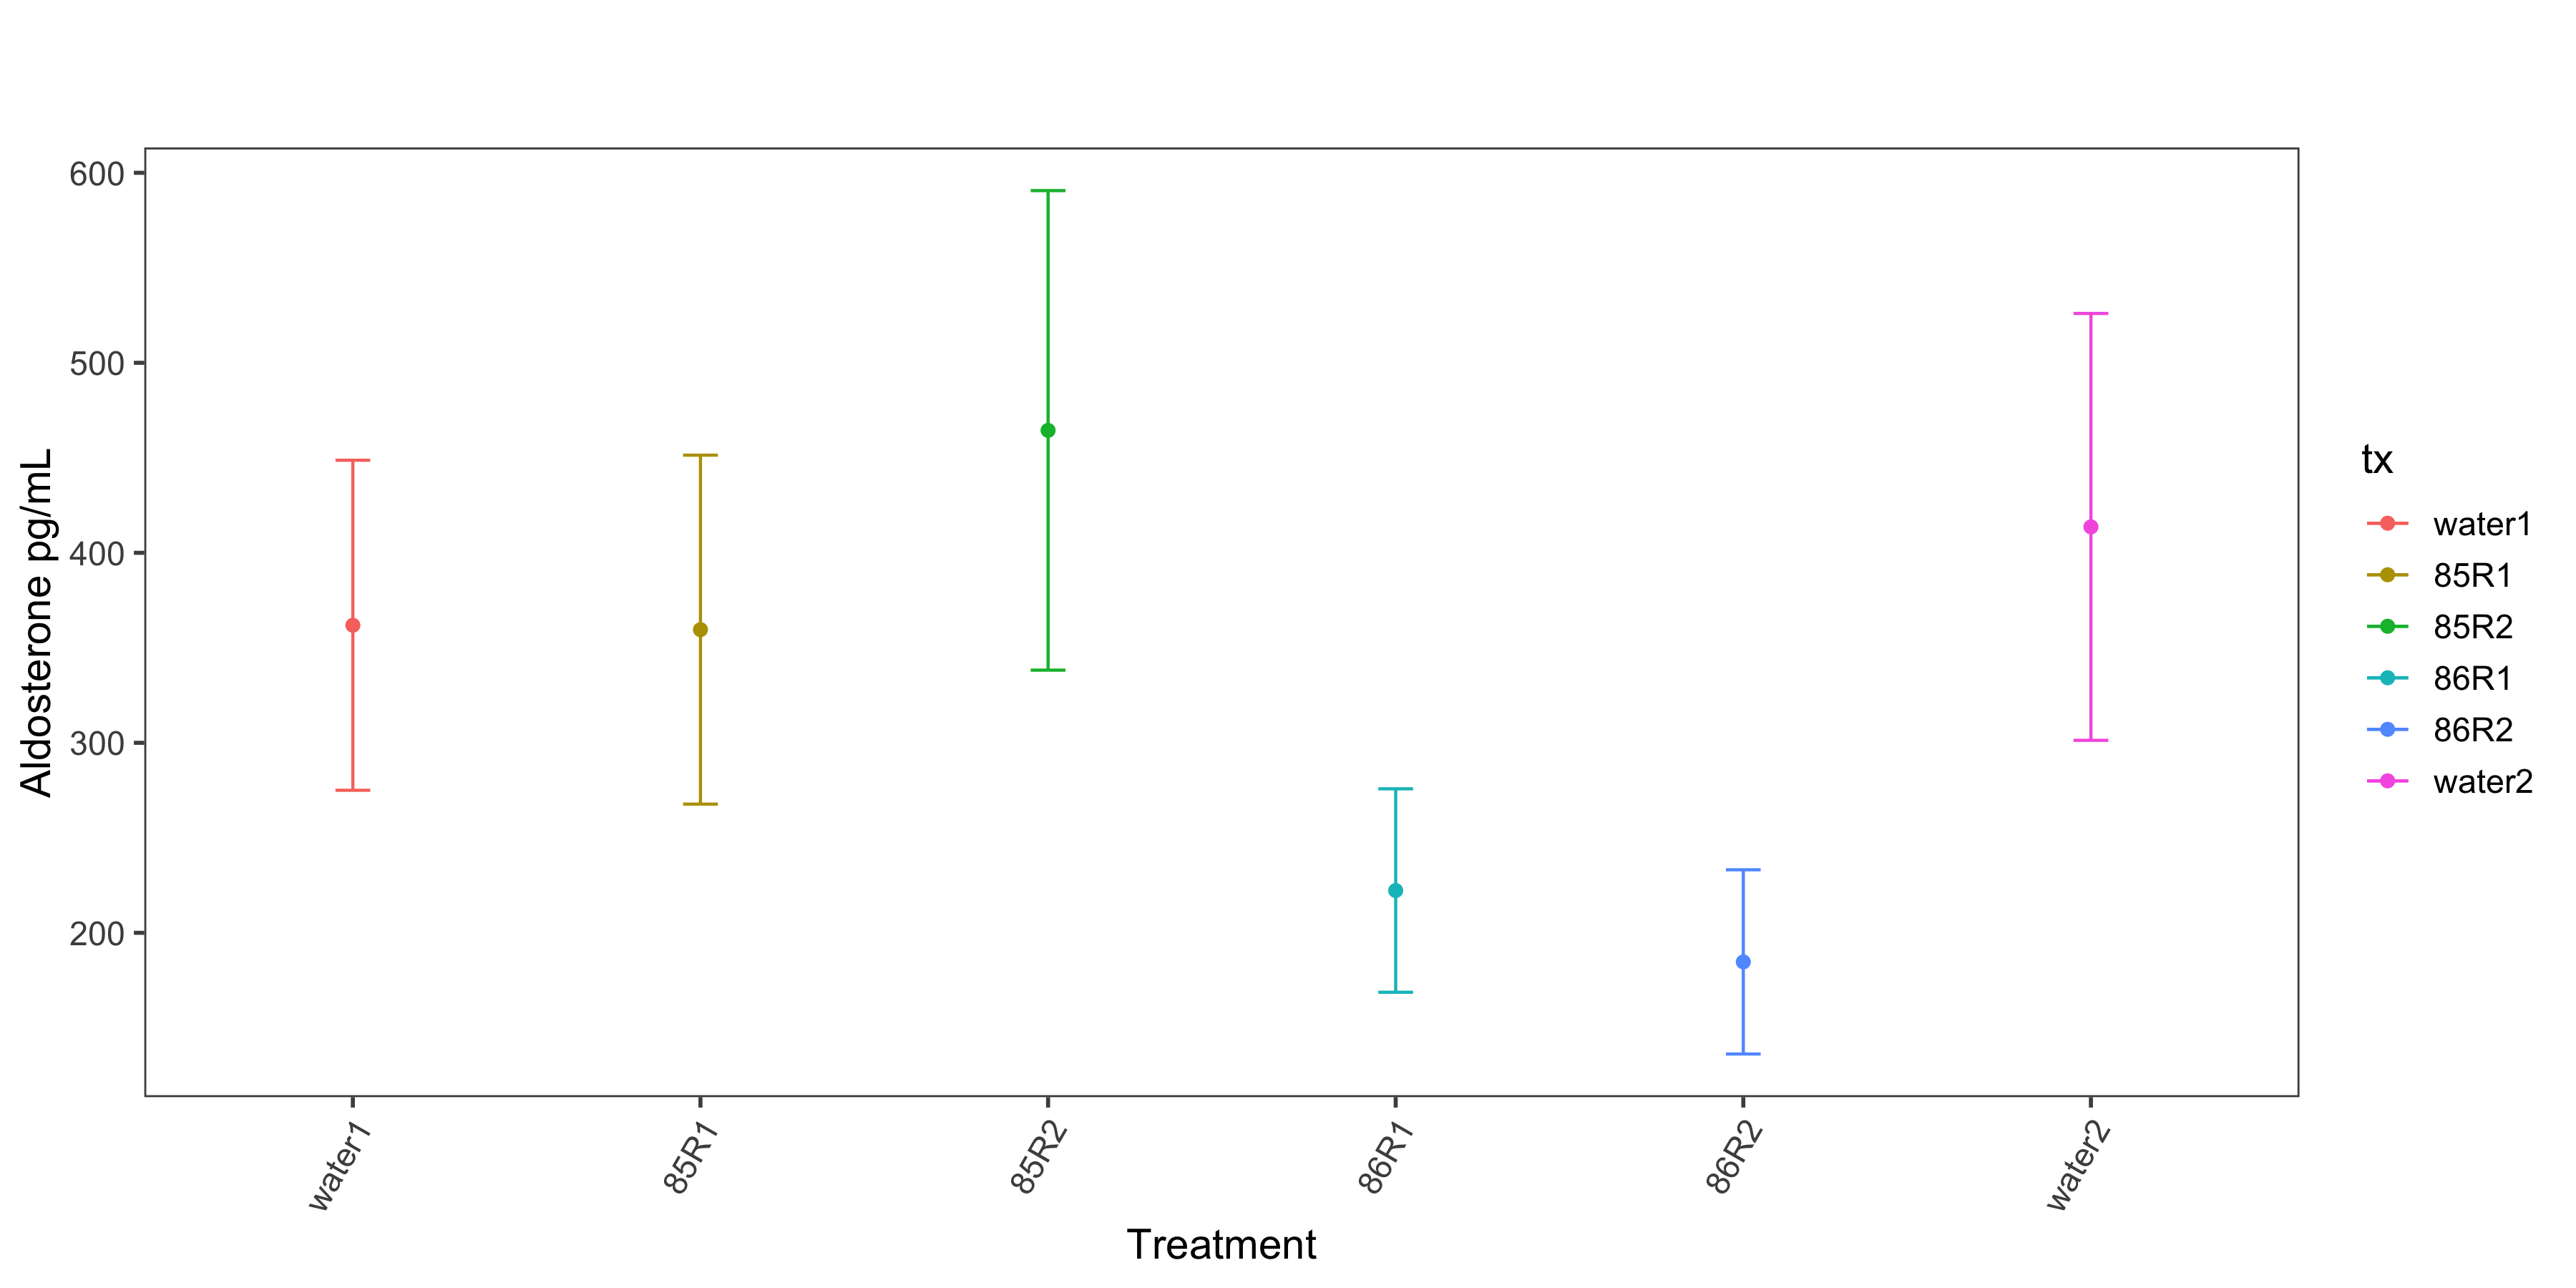 600
500
400
300
200
Aldosterone pg/mL
water1
85R1
85R2
86R1
86R2
water2
Treatment
tx
water1
85R1
85R2
86R1
86R2
water2